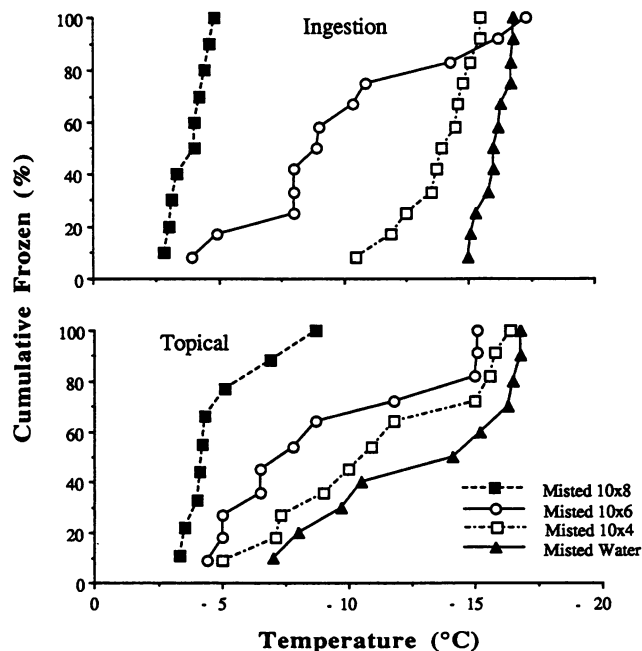 Ingestion
100
80
60
40
20
0
Cumulative Frozen (%)
Topical
100
80
60
40
20
0
Misted 10x8
Misted 10x6
Misted 10x4
Misted Water
0 - 5 - 10 - 15 - 20
Temperature (°C)